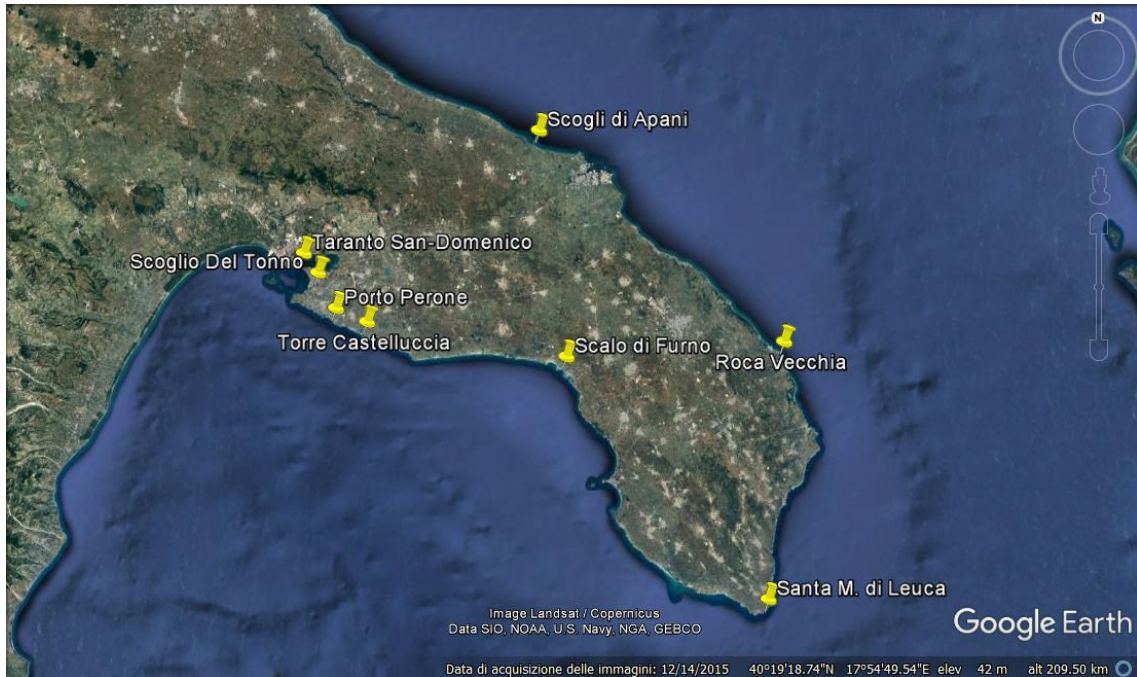 N
Scogli di Apani
Taranto San-Domenico
Scoglio Del Tonno
Porto Perone
Torre Castelluccia
Scalo di Furno
Roca Vecchia
Santa M. di Leuca
Image Landsat / Copernicus
Data SIO, NOAA, U.S. Navy, NGA, GEBCO
Google Earth
Data di acquisizione delle immagini: 12/14/2015 40°19'18.74"N 17°54'49.54"E elev 42 m alt 209.50 km